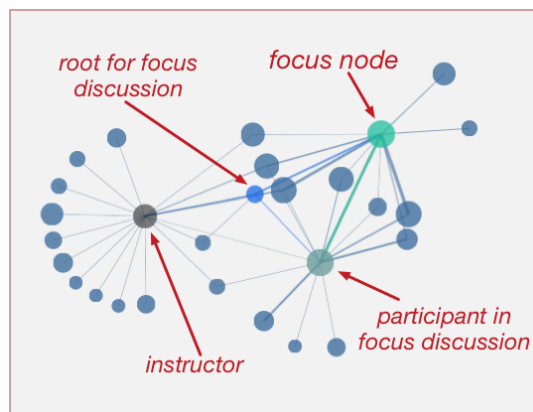 root for focus
discussion
focus node
participant in
focus discussion
instructor